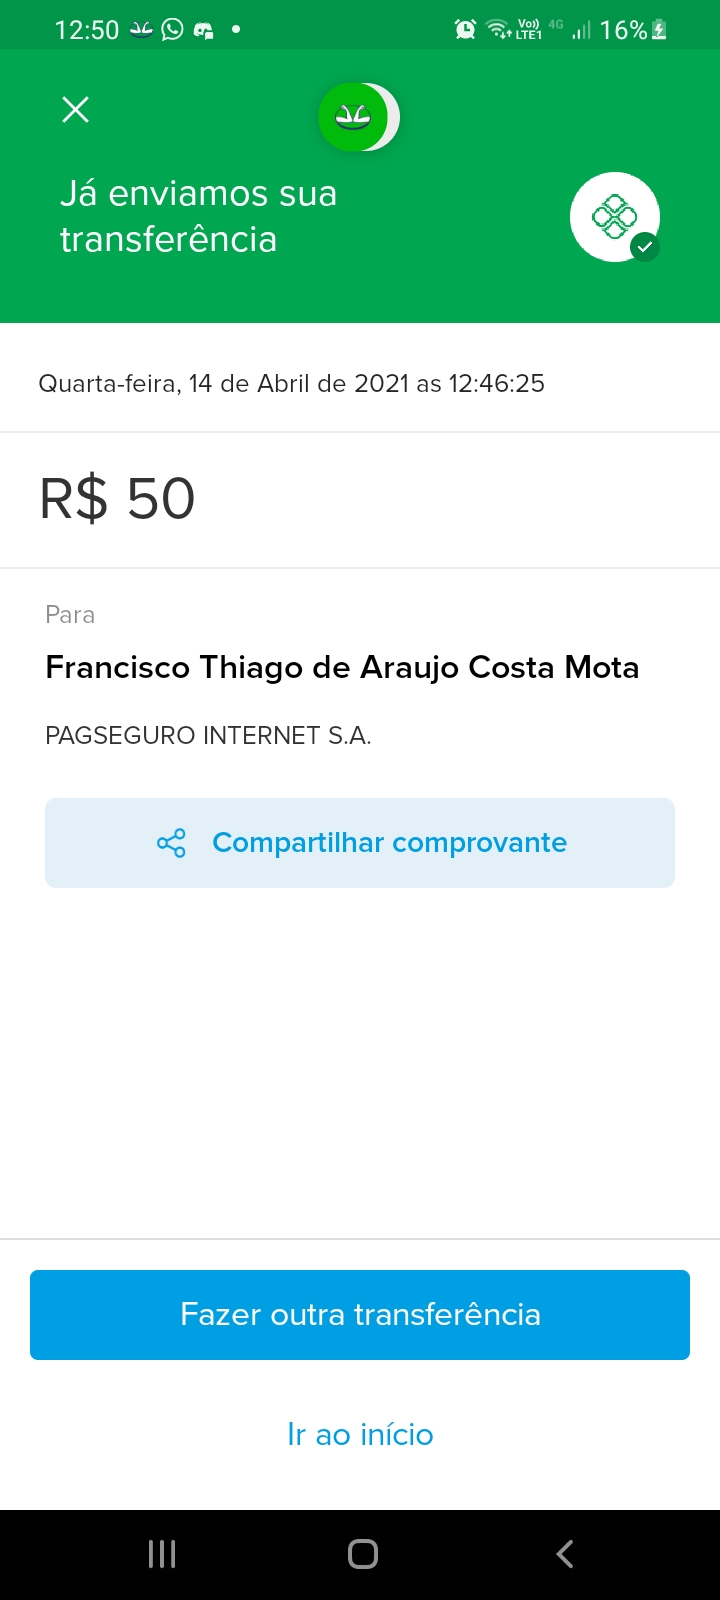 12:50 Vo)) LTE1 4G 16%
Já enviamos sua
transferência
Quarta-feira, 14 de Abril de 2021 as 12:46:25
R$ 50
Para
Francisco Thiago de Araujo Costa Mota
PAGSEGURO INTERNET S.A.
Compartilhar comprovante
Fazer outra transferência
Ir ao início